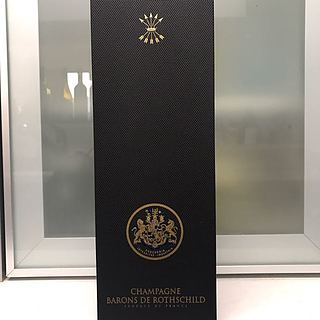 CHAMPAGNE
BARONS DE ROTHSCHILD
PRODUCE OF FRANCE